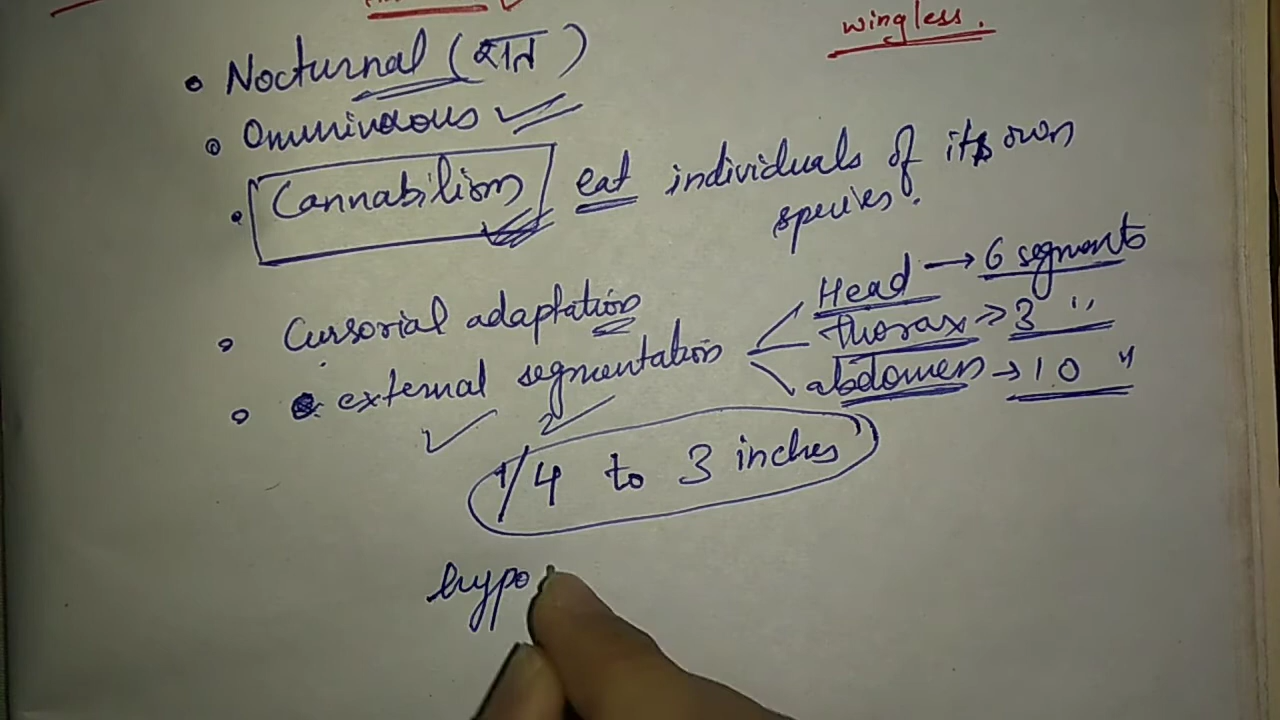 wingless.
• Nocturnal (रात)
• Omnivorous
• Cannabilism eat individuals of its own
species.
• Cursorial adaptation
• external segmentation
Head → 6 segments
thorax → 3 "
abdomen → 10 "
1/4 to 3 inches
hypo